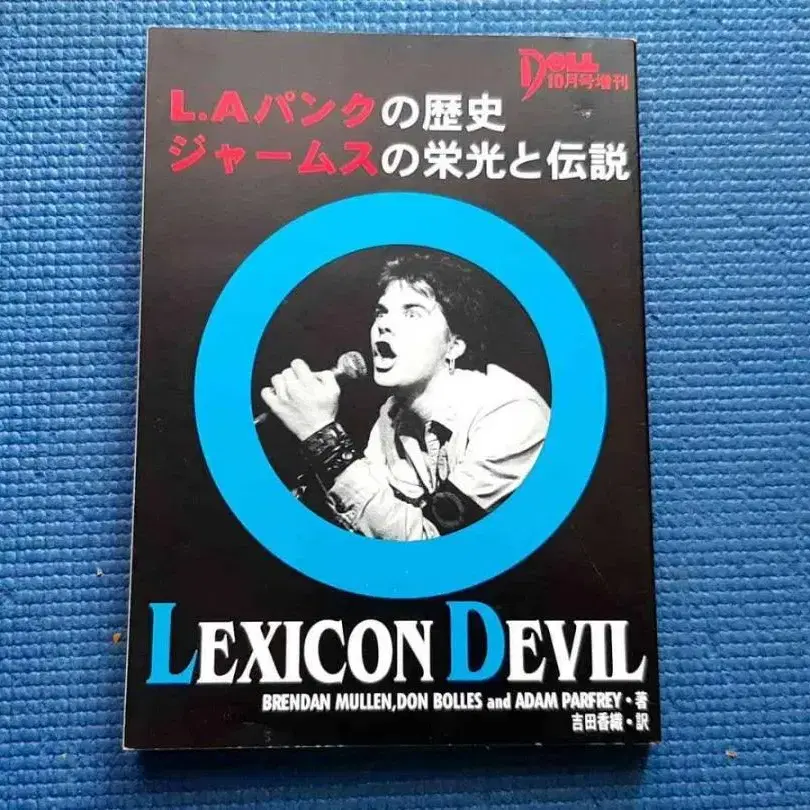 DOLL
10月号増刊
L.Aパンクの歴史
ジャームスの栄光と伝説
LEXICON DEVIL
BRENDAN MULLEN, DON BOLLES and ADAM PARFREY・著
吉田香織・訳